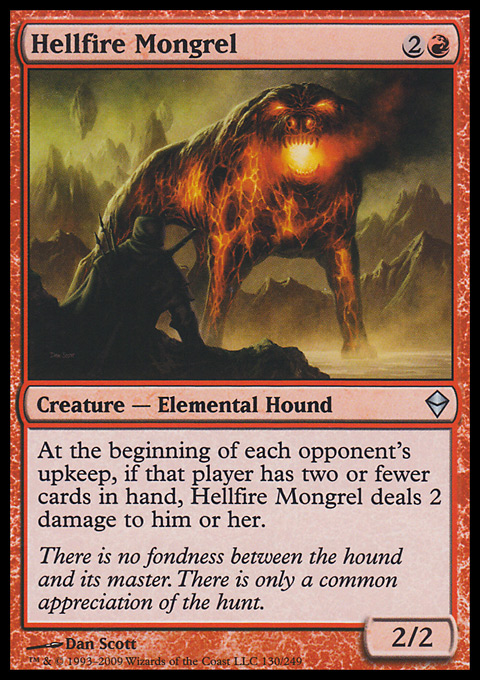 Hellfire Mongrel 2
Dan Scott
Creature — Elemental Hound
At the beginning of each opponent's
upkeep, if that player has two or fewer
cards in hand, Hellfire Mongrel deals 2
damage to him or her.
There is no fondness between the hound
and its master. There is only a common
appreciation of the hunt.
Dan Scott
2/2
™ & © 1993–2009 Wizards of the Coast LLC 130/249